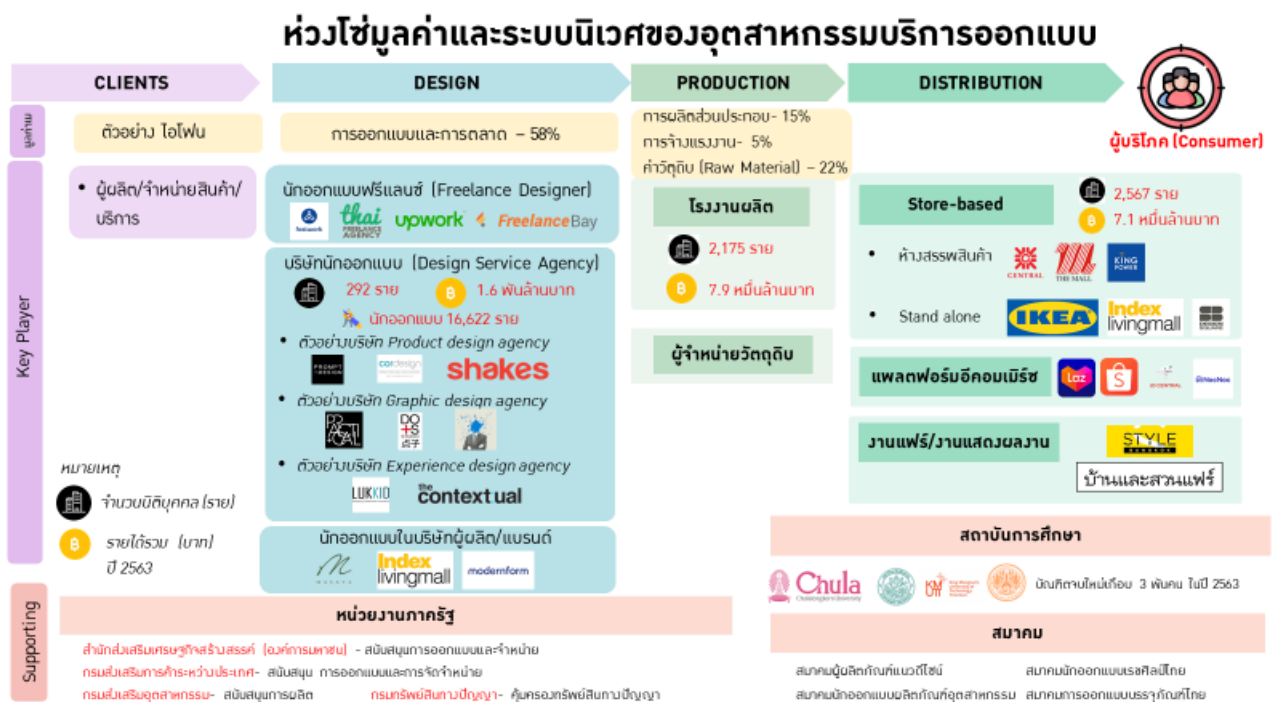 ห่วงโซ่มูลค่าและระบบนิเวศของอุตสาหกรรมบริการออกแบบ
CLIENTS
DESIGN
PRODUCTION
DISTRIBUTION
ผู้บริโภค (Consumer)
มูลค่าเพิ่ม
ตัวอย่าง ไอโฟน
การออกแบบและการตลาด – 58%
การผลิตส่วนประกอบ- 15%
การจ้างแรงงาน- 5%
ค่าวัตถุดิบ (Raw Material) – 22%
Key Player
• ผู้ผลิต/จำหน่ายสินค้า/
บริการ
นักออกแบบฟรีแลนซ์ (Freelance Designer)
fastwork
thai
FREELANCE
AGENCY
upwork
FreelanceBay
บริษัทนักออกแบบ (Design Service Agency)
292 ราย
1.6 พันล้านบาท
นักออกแบบ 16,622 ราย
• ตัวอย่างบริษัท Product design agency
PROMPT
DESIGN
cordesign
shakes
• ตัวอย่างบริษัท Graphic design agency
PRACTICAL
DOTS
• ตัวอย่างบริษัท Experience design agency
LUKKID
the
contextual
นักออกแบบในบริษัทผู้ผลิต/แบรนด์
Index
livingmall
modernform
โรงงานผลิต
2,175 ราย
7.9 หมื่นล้านบาท
ผู้จำหน่ายวัตถุดิบ
Store-based
2,567 ราย
7.1 หมื่นล้านบาท
• ห้างสรรพสินค้า
CENTRAL
THE MALL
KING
POWER
• Stand alone
IKEA
Index
livingmall
แพลตฟอร์มอีคอมเมิร์ซ
Laz
S
JD CENTRAL
NocNoc
งานแฟร์/งานแสดงผลงาน
STYLE
BANGKOK
บ้านและสวนแฟร์
หมายเหตุ
จำนวนนิติบุคคล (ราย)
รายได้รวม (บาท)
ปี 2563
Supporting
หน่วยงานภาครัฐ
สำนักส่งเสริมเศรษฐกิจสร้างสรรค์ (องค์การมหาชน) - สนับสนุนการออกแบบและจำหน่าย
กรมส่งเสริมการค้าระหว่างประเทศ- สนับสนุน การออกแบบและการจัดจำหน่าย
กรมส่งเสริมอุตสาหกรรม- สนับสนุนการผลิต กรมทรัพย์สินทางปัญญา- คุ้มครองทรัพย์สินทางปัญญา
สถาบันการศึกษา
Chula
Chulalongkorn University
บัณฑิตจบใหม่เกือบ 3 พันคน ในปี 2563
สมาคม
สมาคมผู้ผลิตภัณฑ์แนวดีไซน์ สมาคมนักออกแบบเรขศิลป์ไทย
สมาคมนักออกแบบผลิตภัณฑ์อุตสาหกรรม สมาคมการออกแบบบรรจุภัณฑ์ไทย